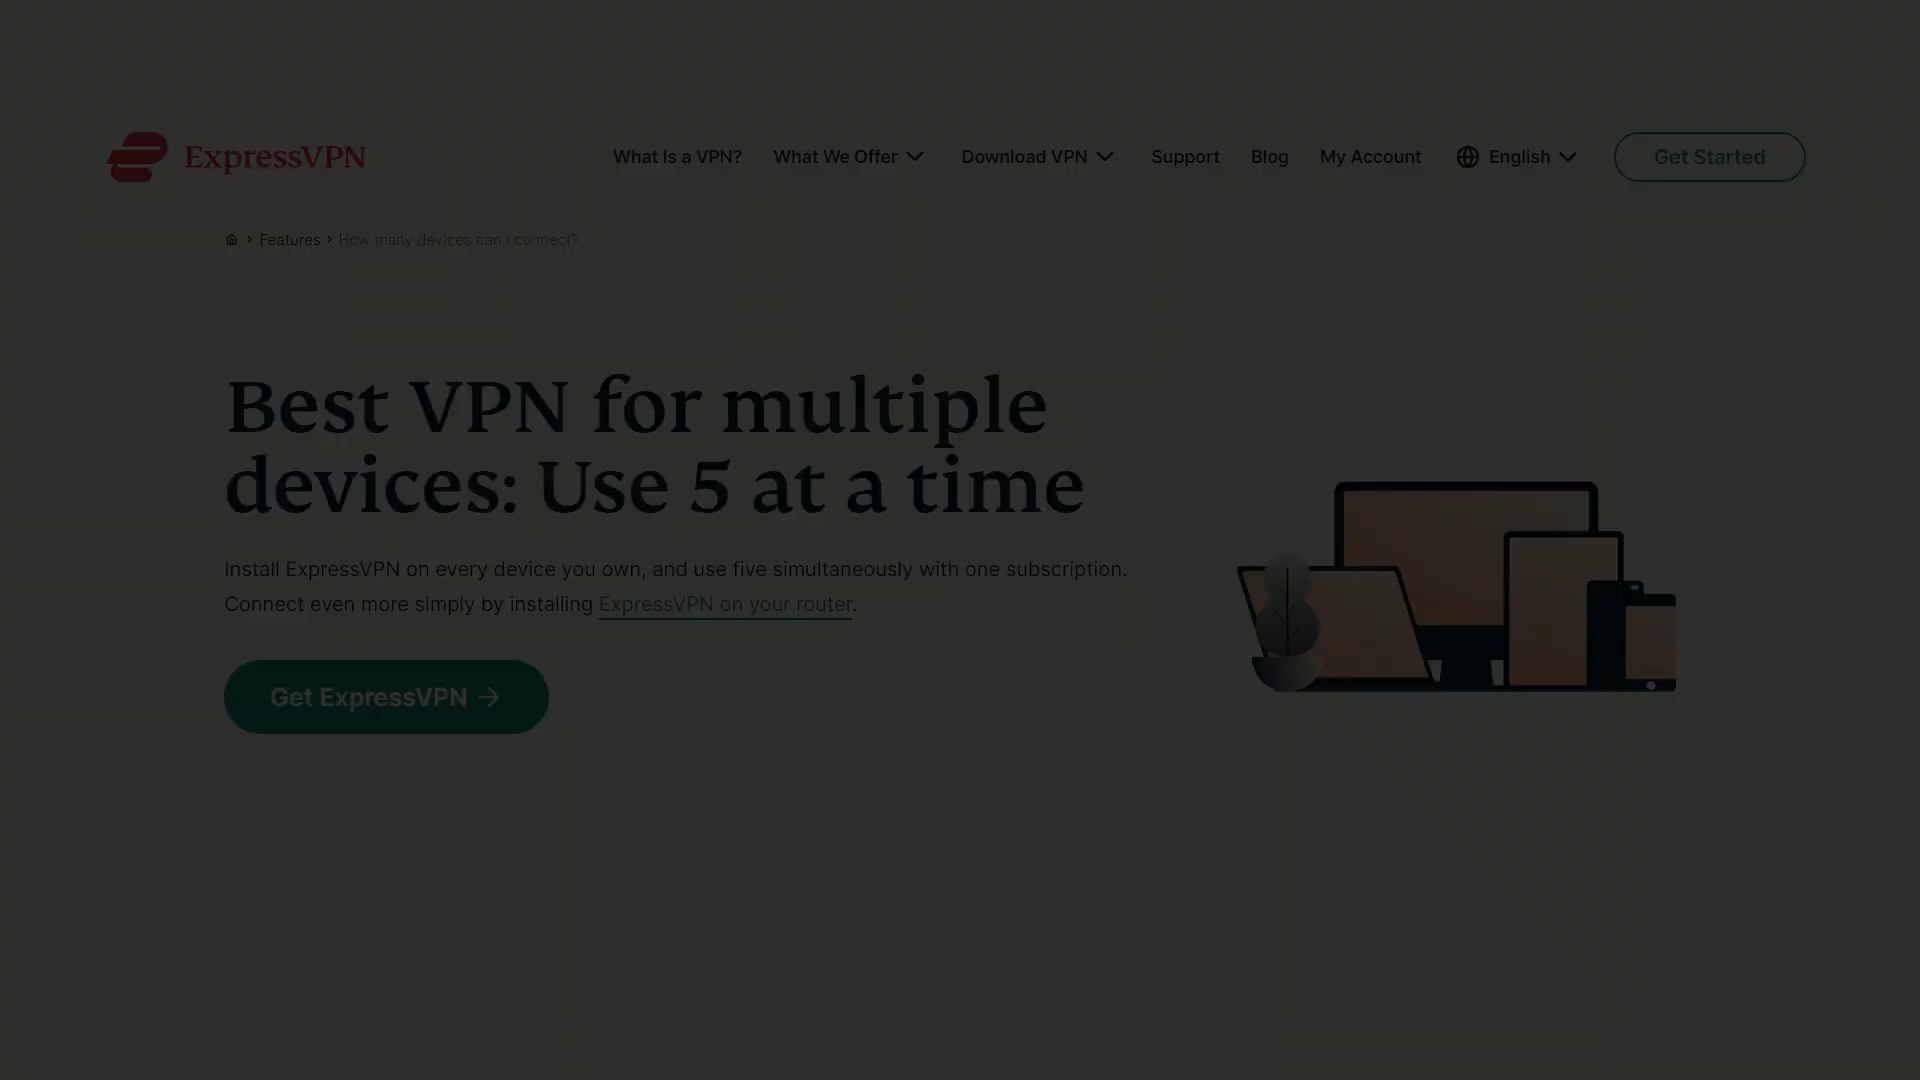 ExpressVPN
What Is a VPN? What We Offer Download VPN Support Blog My Account English Get Started
Features › How many devices can I connect?
Best VPN for multiple
devices: Use 5 at a time
Install ExpressVPN on every device you own, and use five simultaneously with one subscription.
Connect even more simply by installing ExpressVPN on your router.
Get ExpressVPN →